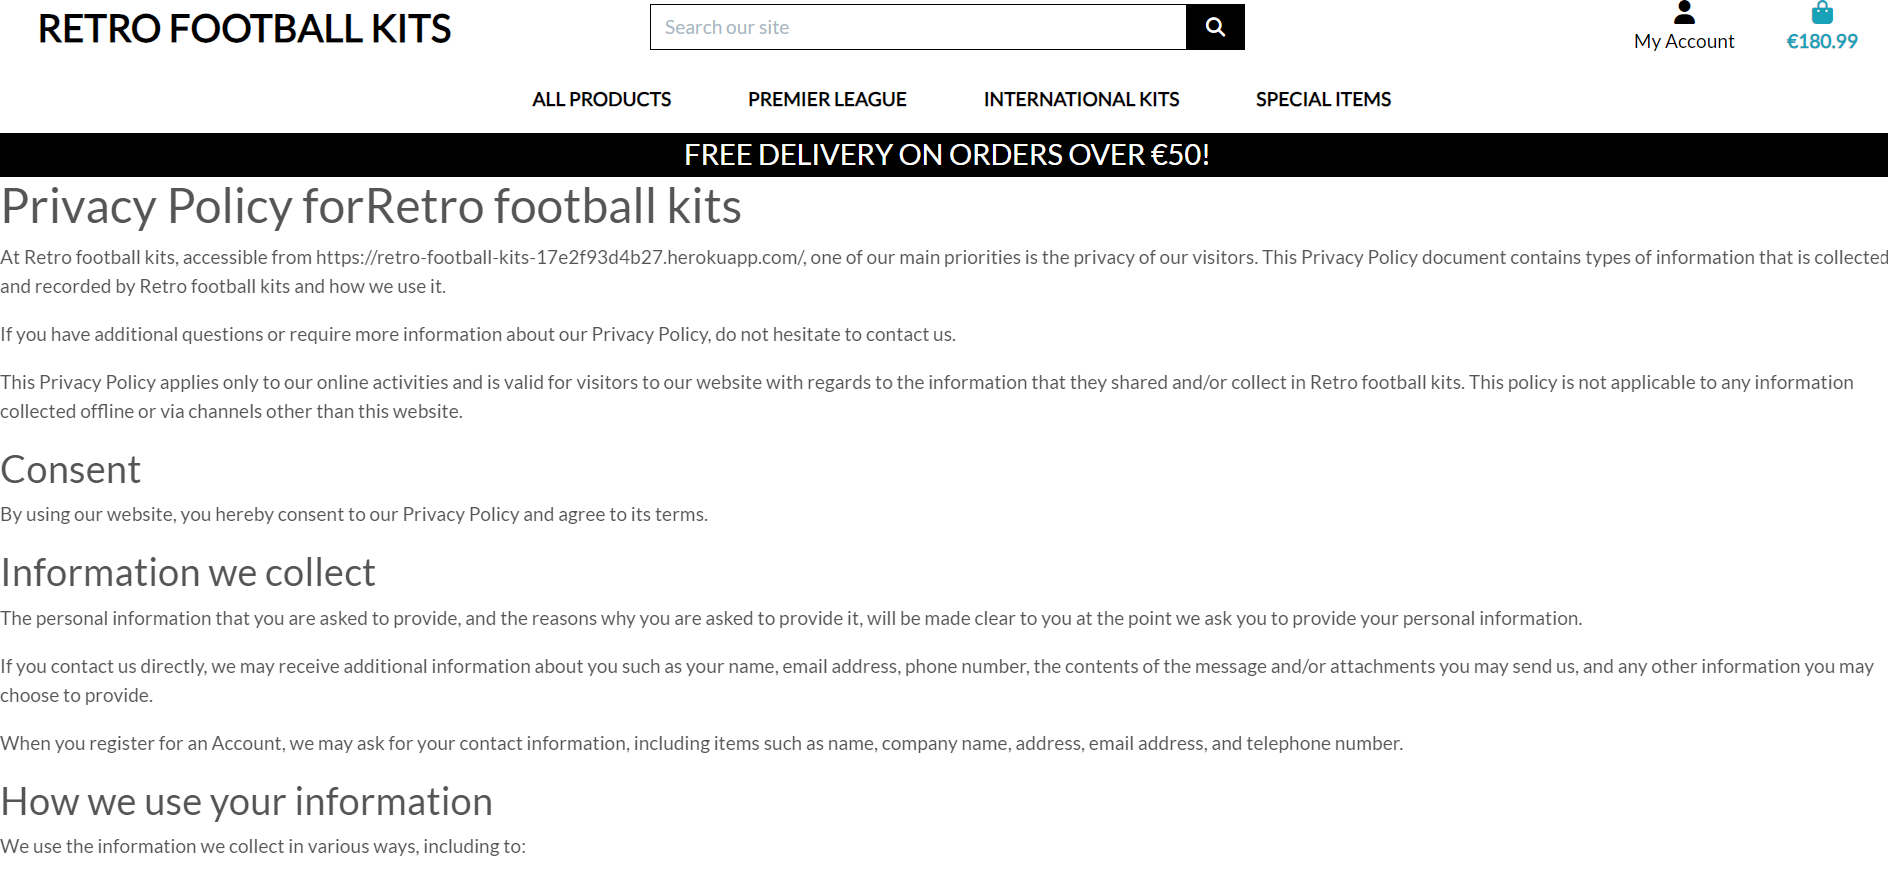 RETRO FOOTBALL KITS
Search our site
My Account
€180.99
ALL PRODUCTS
PREMIER LEAGUE
INTERNATIONAL KITS
SPECIAL ITEMS
FREE DELIVERY ON ORDERS OVER €50!
Privacy Policy forRetro football kits
At Retro football kits, accessible from https://retro-football-kits-17e2f93d4b27.herokuapp.com/, one of our main priorities is the privacy of our visitors. This Privacy Policy document contains types of information that is collected
and recorded by Retro football kits and how we use it.
If you have additional questions or require more information about our Privacy Policy, do not hesitate to contact us.
This Privacy Policy applies only to our online activities and is valid for visitors to our website with regards to the information that they shared and/or collect in Retro football kits. This policy is not applicable to any information
collected offline or via channels other than this website.
Consent
By using our website, you hereby consent to our Privacy Policy and agree to its terms.
Information we collect
The personal information that you are asked to provide, and the reasons why you are asked to provide it, will be made clear to you at the point we ask you to provide your personal information.
If you contact us directly, we may receive additional information about you such as your name, email address, phone number, the contents of the message and/or attachments you may send us, and any other information you may
choose to provide.
When you register for an Account, we may ask for your contact information, including items such as name, company name, address, email address, and telephone number.
How we use your information
We use the information we collect in various ways, including to: